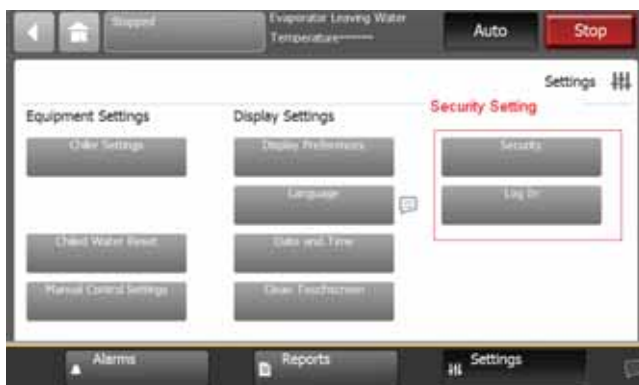 Stopped
Evaporator Leaving Water
Temperature
Auto
Stop
Settings
Security Setting
Equipment Settings
Display Settings
Chiller Settings
Display Preferences
Security
Language
Log In
Chilled Water Reset
Date and Time
Manual Control Settings
Clean Touchscreen
Alarms
Reports
Settings